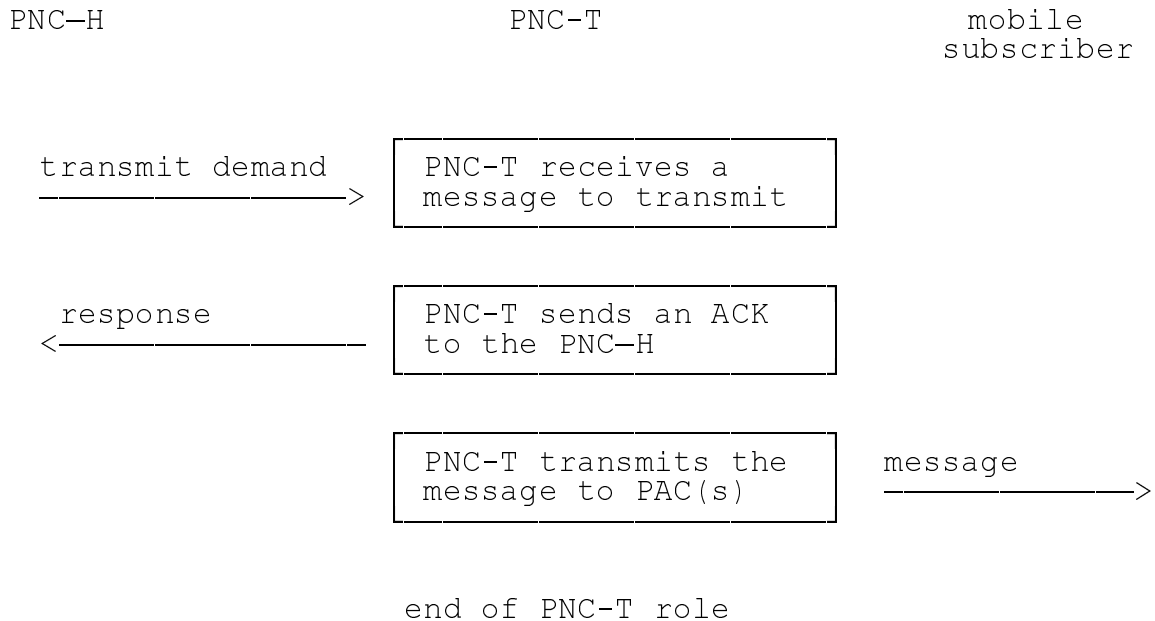 PNC—H PNC-T mobile
subscriber
transmit demand PNC-T receives a
message to transmit
response PNC-T sends an ACK
to the PNC—H
PNC-T transmits the message
message to PAC(s)
end of PNC-T role